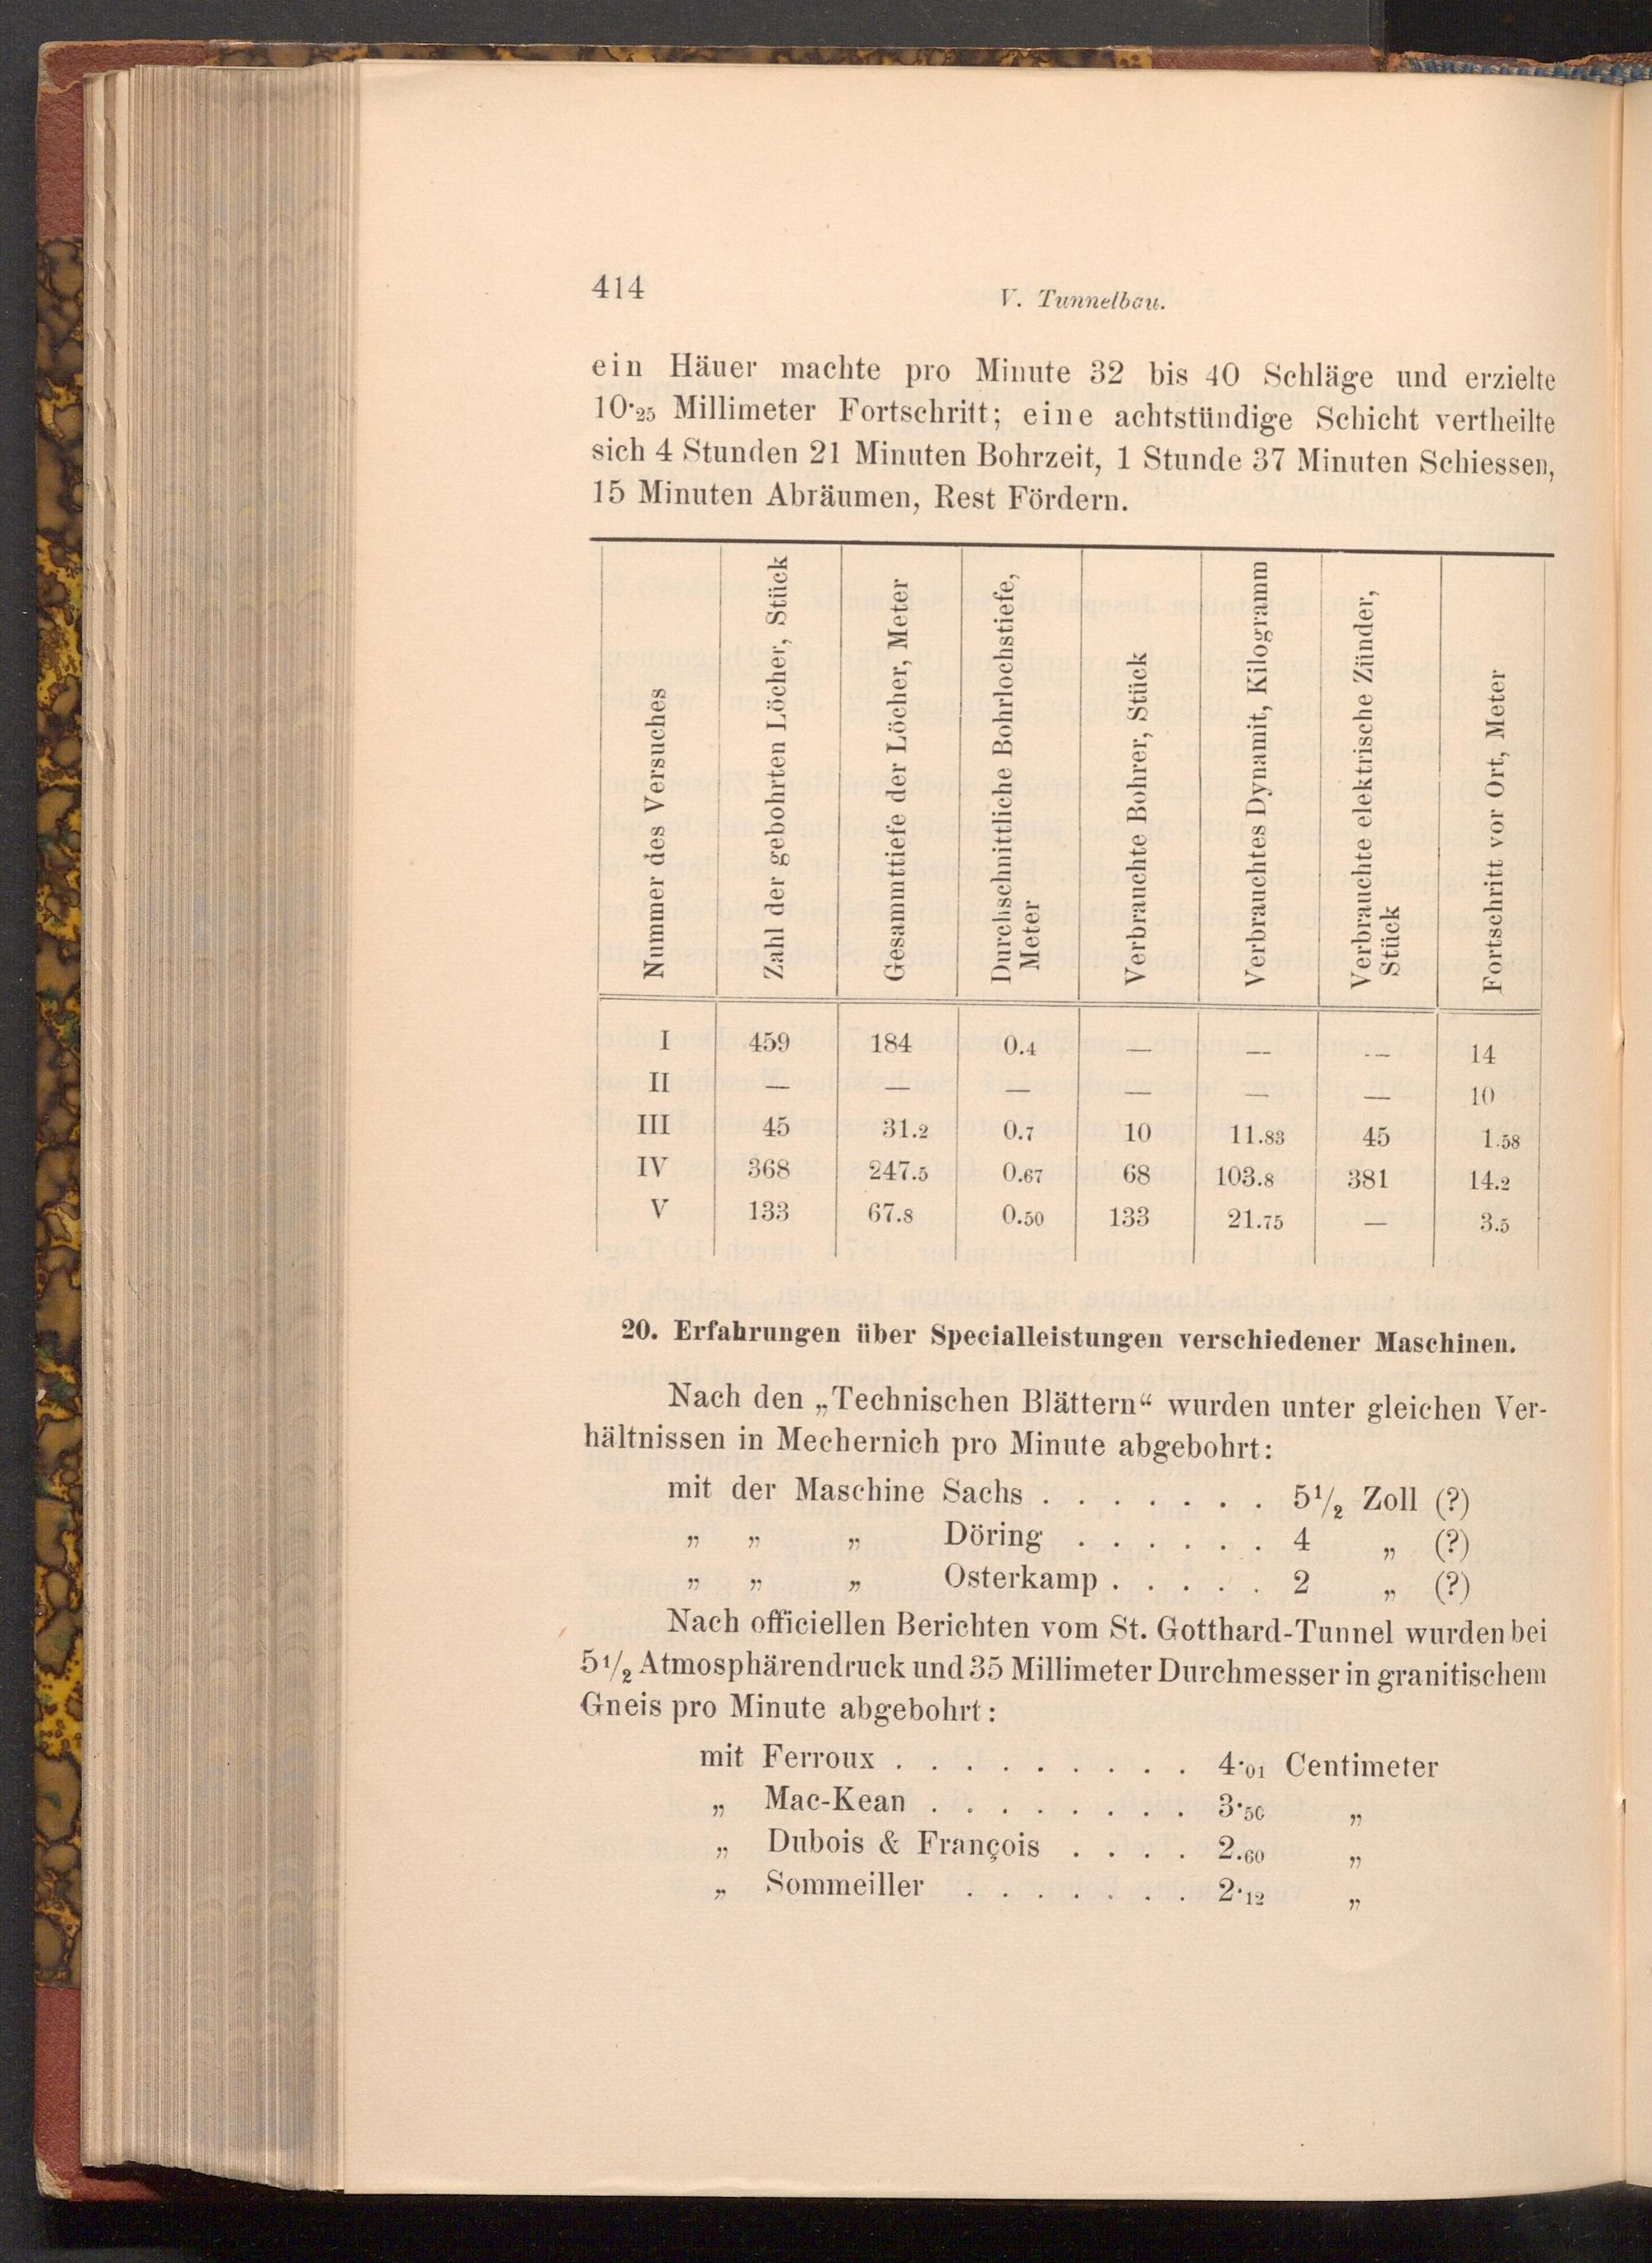 414
V. Tunnelbau.
ein Häuer machte pro Minute 32 bis 40 Schläge und erzielte
10·25 Millimeter Fortschritt; eine achtstündige Schicht vertheilte
sich 4 Stunden 21 Minuten Bohrzeit, 1 Stunde 37 Minuten Schiessen,
15 Minuten Abräumen, Rest Fördern.
Nummer des Versuches
Zahl der gebohrten Löcher, Stück
Gesammttiefe der Löcher, Meter
Durchschnittliche Bohrlochstiefe,
Meter
Verbrauchte Bohrer, Stück
Verbrauchtes Dynamit, Kilogramm
Verbrauchte elektrische Zünder,
Stück
Fortschritt vor Ort, Meter
I 459 184 0.4 — — — 14
II — — — — — — 10
III 45 31.2 0.7 10 11.83 45 1.58
IV 368 247.5 0.67 68 103.8 381 14.2
V 133 67.8 0.50 133 21.75 — 3.5
20. Erfahrungen über Specialleistungen verschiedener Maschinen.
Nach den „Technischen Blättern“ wurden unter gleichen Ver-
hältnissen in Mechernich pro Minute abgebohrt:
mit der Maschine Sachs . . . . . . . 5 1/2 Zoll (?)
„ „ „ Döring . . . . . . 4 „ (?)
„ „ „ Osterkamp . . . . . 2 „ (?)
Nach officiellen Berichten vom St. Gotthard-Tunnel wurden bei
5 1/2 Atmosphärendruck und 35 Millimeter Durchmesser in granitischem
Gneis pro Minute abgebohrt:
mit Ferroux . . . . . . . . . 4·01 Centimeter
„ Mac-Kean . . . . . . . . 3·50 „
„ Dubois & François . . . . 2.60 „
„ Sommeiller . . . . . . . 2·12 „